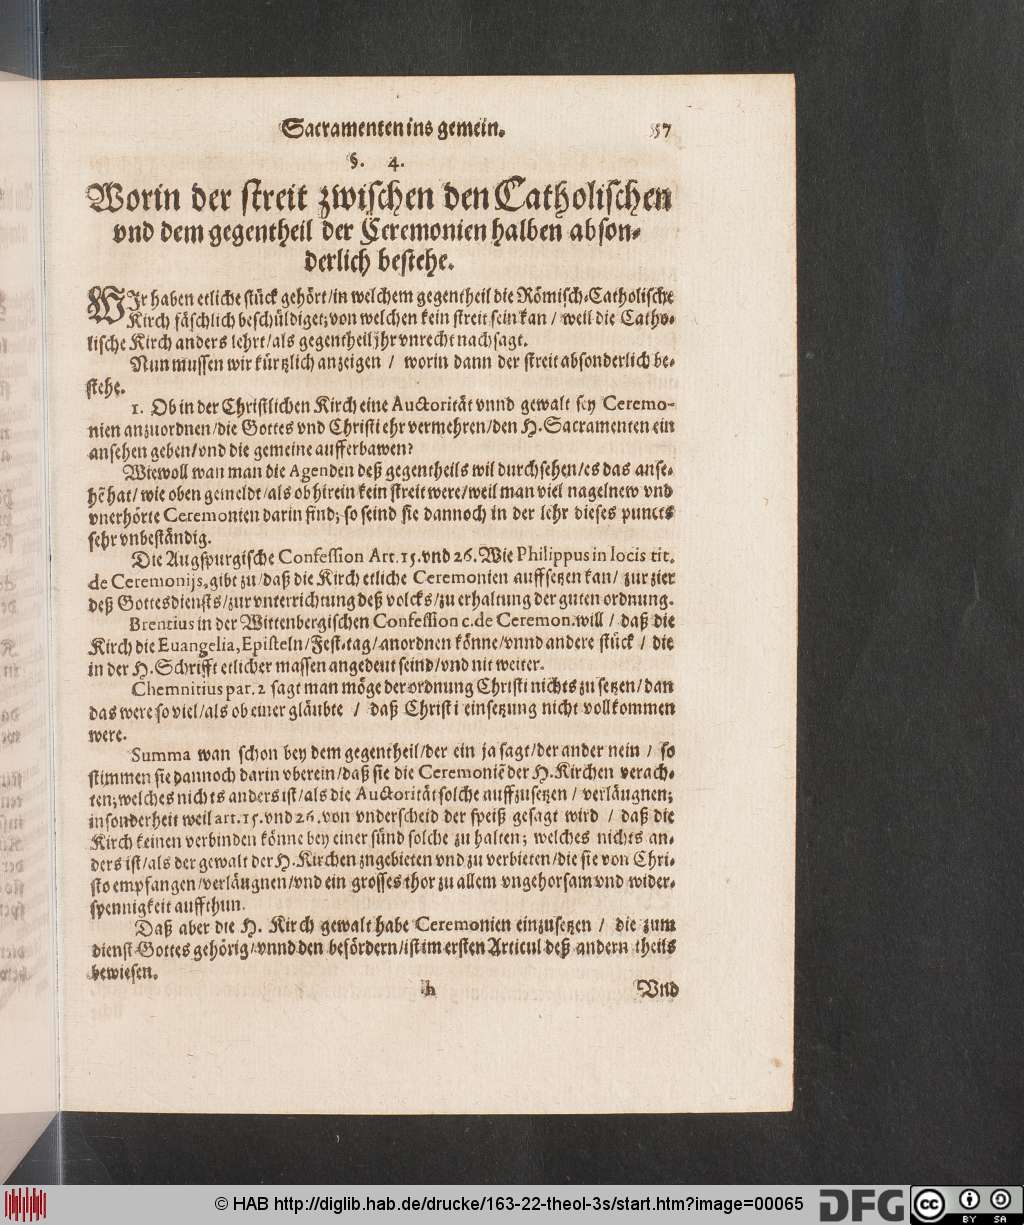 Sacramenten ins gemein. 57
§. 4.
Worin der streit zwischen den Catholischen
vnd dem gegentheil der Ceremonien halben abson-
derlich bestehe.
WIr haben etliche stück gehört/in welchem gegentheil die Römisch-Catholische
Kirch fäschlich beschüldiget; von welchen kein streit sein kan / weil die Catho-
lische Kirch anders lehrt/als gegentheil jhr vnrecht nachsagt.
Nun mussen wir kürtzlich anzeigen / worin dann der streit absonderlich be-
stehe.
1. Ob in der Christlichen Kirch eine Auctorität vnnd gewalt sey Ceremo-
nien anzuordnen/die Gottes vnd Christi ehr vermehren/den H. Sacramenten ein
ansehen geben/vnd die gemeine aufferbawen?
Wiewoll wan man die Agenden deß gegentheils wil durchsehen/es das anse-
hẽ hat/ wie oben gemeldt/als ob hirein kein streit were/weil man viel nagelnew vnd
vnerhörte Ceremonien darin find; so seind sie dannoch in der lehr dieses puncts
sehr vnbeständig.
Die Augspurgische Confession Art. 15. vnd 26. Wie Philippus in locis tit.
de Ceremonijs, gibt zu/daß die Kirch etliche Ceremonien auffsetzen kan/ zur zier
deß Gottesdiensts/zur vnterrichtung deß volcks/zu erhaltung der guten ordnung.
Brentius in der Wittenbergischen Confession c. de Ceremon. will / daß die
Kirch die Euangelia, Episteln/Fest-tag/anordnen könne/vnnd andere stück / die
in der H. Schrifft etlicher massen angedeut seind/vnd nit weiter.
Chemnitius par. 2 sagt man möge der ordnung Christi nichts zu setzen/dan
das were so viel/als ob einer gläubte / daß Christi einsetzung nicht vollkommen
were.
Summa wan schon bey dem gegentheil/der ein ja sagt/der ander nein / so
stimmen sie dannoch darin vberein/daß sie die Ceremoniẽ der H. Kirchen verach-
ten; welches nichts anders ist/als die Auctorität solche auffzusetzen / verläugnen;
insonderheit weil art. 15. vnd 26. von vnderscheid der speiß gesagt wird / daß die
Kirch keinen verbinden könne bey einer sünd solche zu halten; welches nichts an-
ders ist/als der gewalt der H. Kirchen zngebieten vnd zu verbieten/die sie von Chri-
sto empfangen/verläugnen/vnd ein grosses thor zu allem vngehorsam vnd wider-
spennigkeit auffthun.
Daß aber die H. Kirch gewalt habe Ceremonien einzusetzen / die zum
dienst Gottes gehörig/vnnd den befördern/ist im ersten Articul deß andern theils
bewiesen.
h Vnd
© HAB http://diglib.hab.de/drucke/163-22-theol-3s/start.htm?image=00065
DFG
cc BY SA